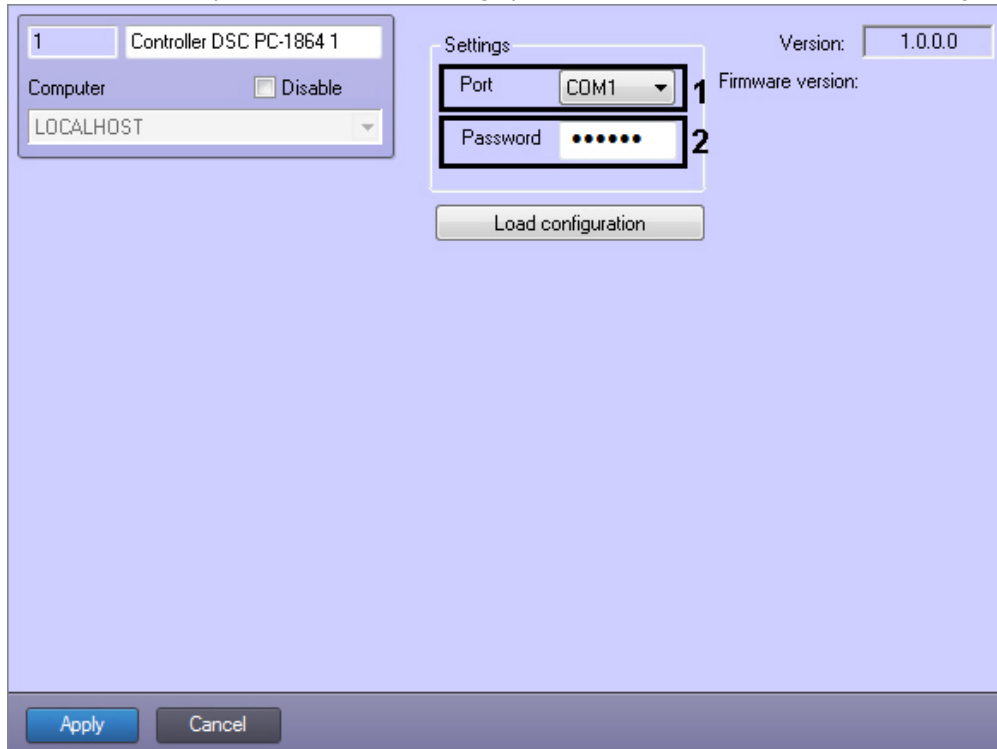 1 Controller DSC PC-1864 1
Computer Disable
LOCALHOST
Settings
Port COM1 1
Password •••••• 2
Load configuration
Version: 1.0.0.0
Firmware version:
Apply Cancel